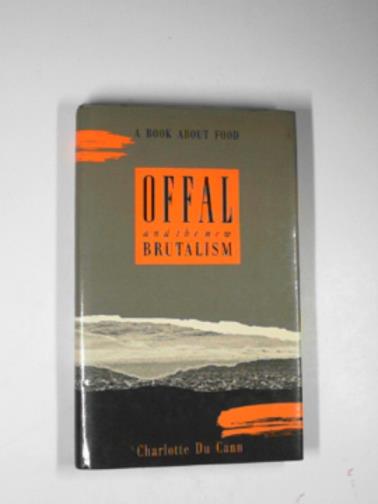 A BOOK ABOUT FOOD
OFFAL
and the new
BRUTALISM
Charlotte Du Cann